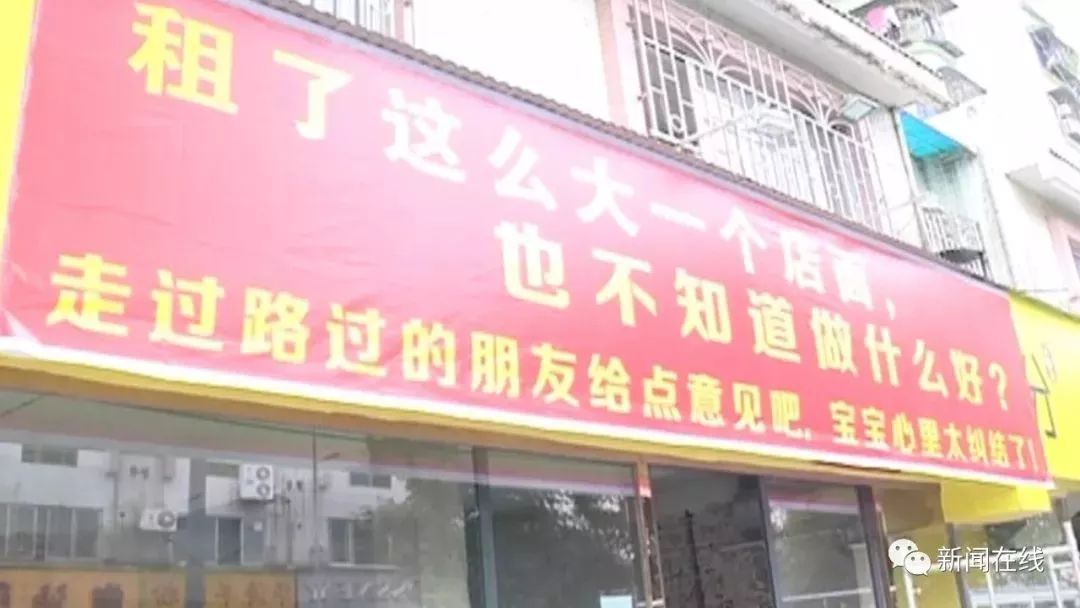 租了这么大一个店面，
也不知道做什么好？
走过路过的朋友给点意见吧，宝宝心里太纠结了！
新闻在线